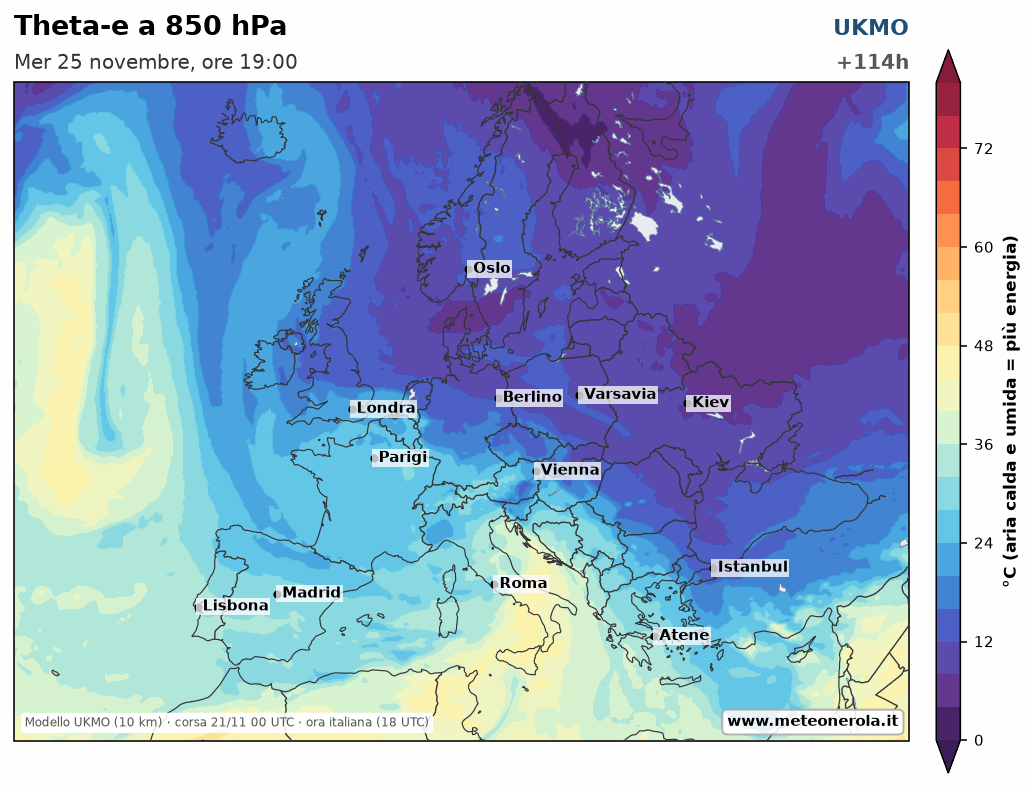 Theta-e a 850 hPa
UKMO
Mer 25 novembre, ore 19:00
+114h
72
60
48
36
24
12
0
°C (aria calda e umida = più energia)
Oslo
Londra
Berlino
Varsavia
Kiev
Parigi
Vienna
Istanbul
Roma
Madrid
Lisbona
Atene
Modello UKMO (10 km) · corsa 21/11 00 UTC · ora italiana (18 UTC)
www.meteonerola.it